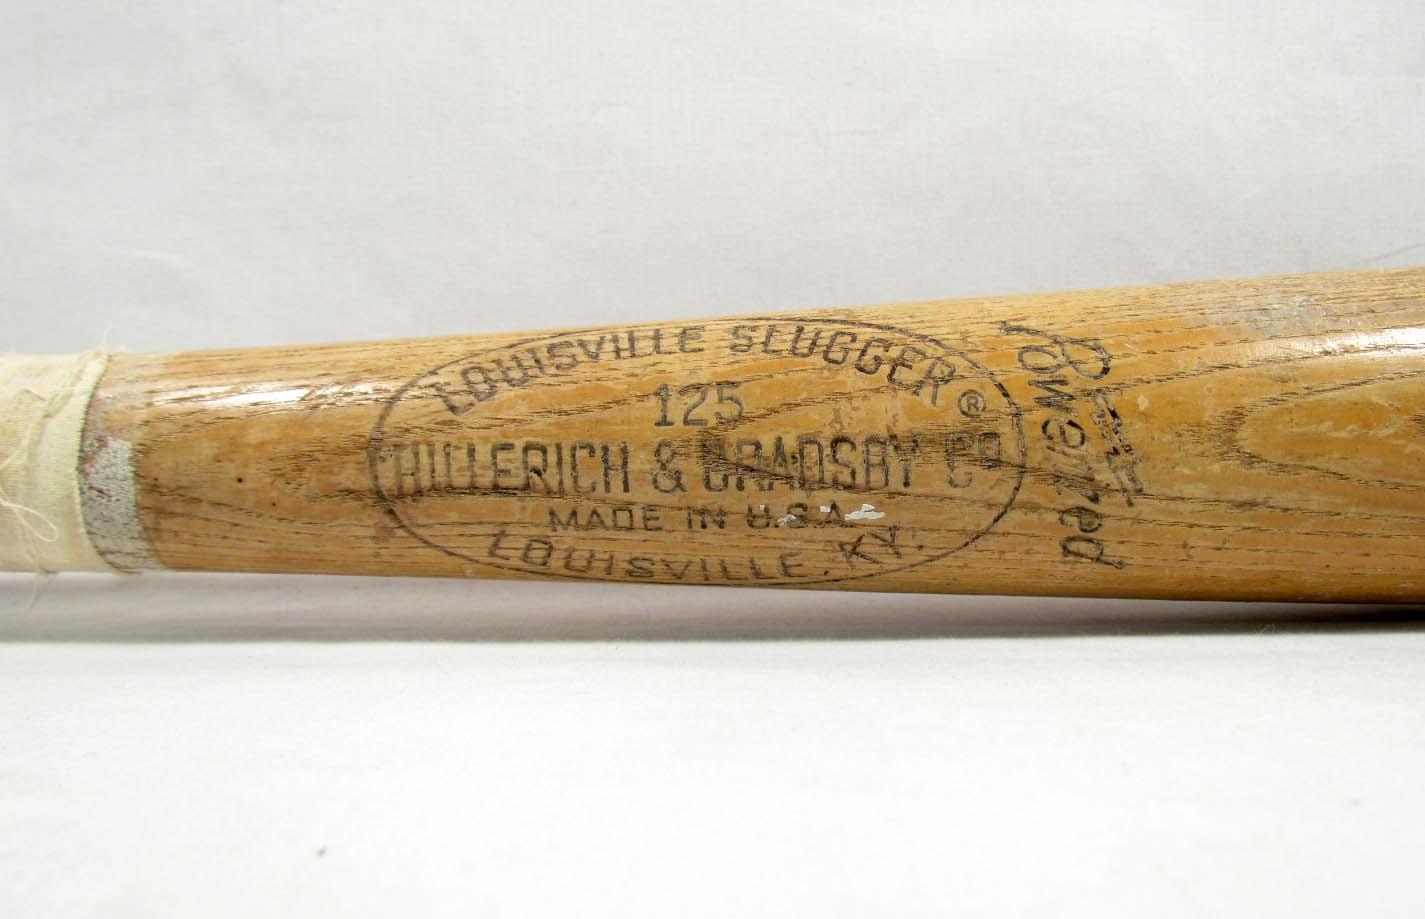 LOUISVILLE SLUGGER®
125
HILLERICH & BRADSBY CO
MADE IN U.S.A.
LOUISVILLE, KY.
Powerized